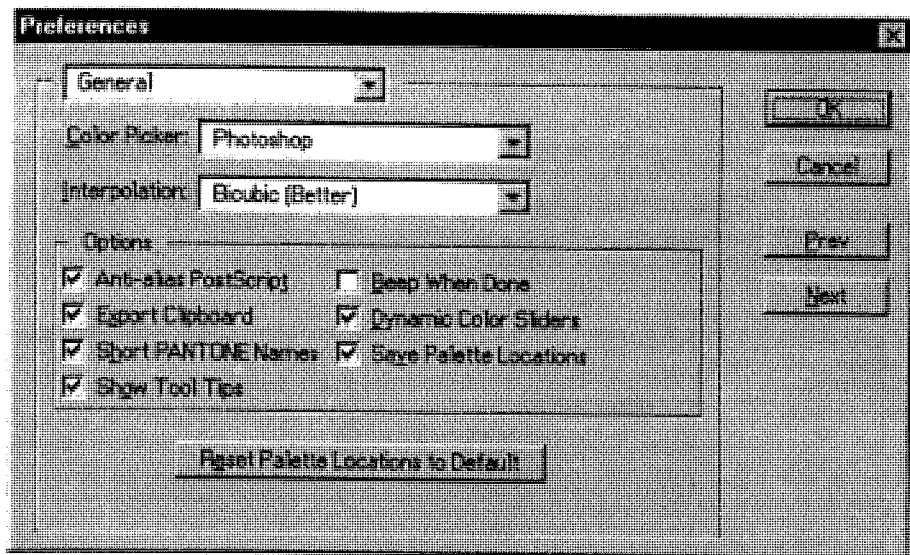 Preferences
General
OK
Color Picker: Photoshop
Cancel
Interpolation: Bicubic (Better)
Prev
Options
Anti-alias PostScript Beep When Done
Next
Export Clipboard Dynamic Color Sliders
Short PANTONE Names Save Palette Locations
Show Tool Tips
Reset Palette Locations to Default